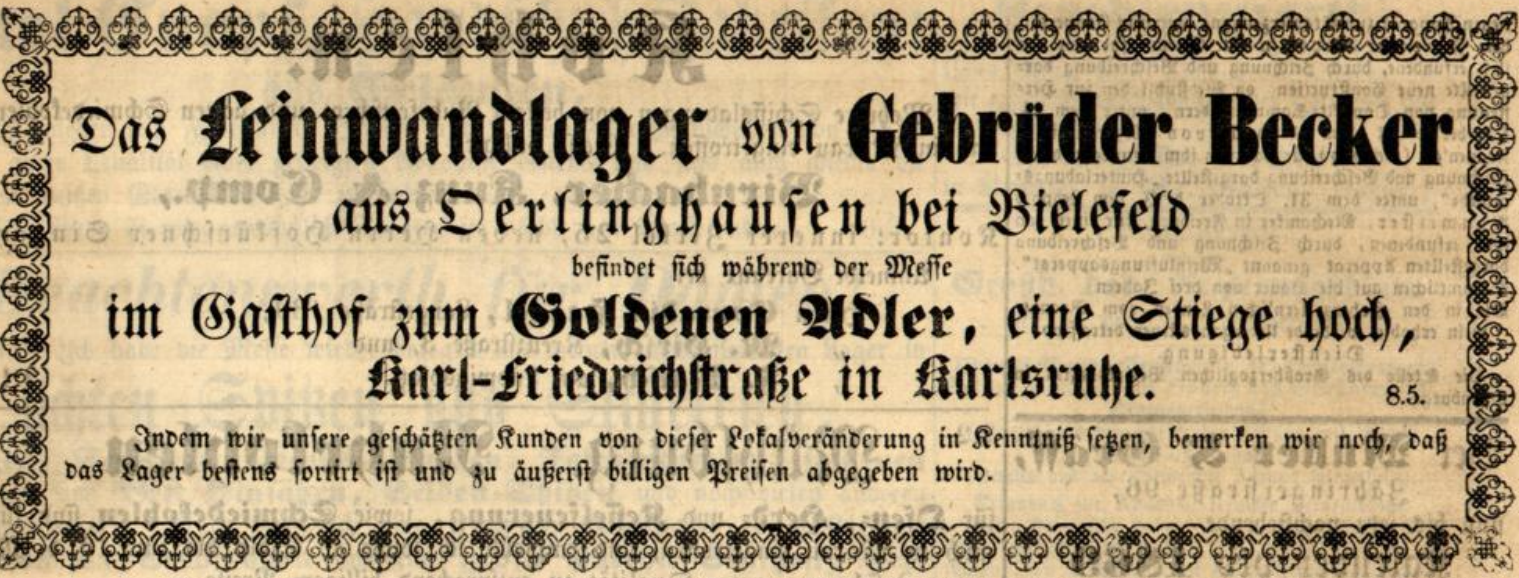 Das Leinwandlager von Gebrüder Becker
aus Oerlinghausen bei Bielefeld
befindet sich während der Messe
im Gasthof zum Goldenen Adler, eine Stiege hoch,
Karl-Friedrichstraße in Karlsruhe. 8.5.
Indem wir unsere geschätzten Kunden von dieser Lokalveränderung in Kenntniß setzen, bemerken wir noch, daß
das Lager bestens sortirt ist und zu äußerst billigen Preisen abgegeben wird.